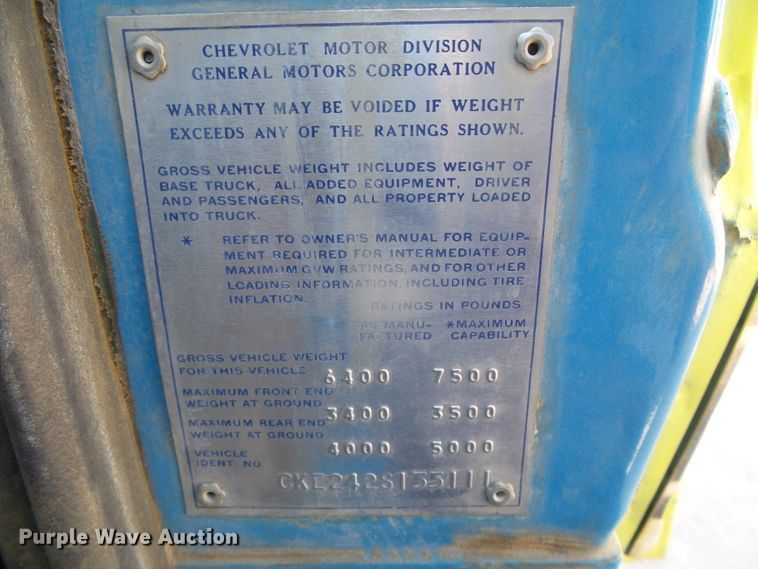 CHEVROLET MOTOR DIVISION
GENERAL MOTORS CORPORATION
WARRANTY MAY BE VOIDED IF WEIGHT
EXCEEDS ANY OF THE RATINGS SHOWN.
GROSS VEHICLE WEIGHT INCLUDES WEIGHT OF
BASE TRUCK, ALL ADDED EQUIPMENT, DRIVER
AND PASSENGERS, AND ALL PROPERTY LOADED
INTO TRUCK.
* REFER TO OWNER'S MANUAL FOR EQUIP-
MENT REQUIRED FOR INTERMEDIATE OR
MAXIMUM GVW RATINGS, AND FOR OTHER
LOADING INFORMATION, INCLUDING TIRE
INFLATION.
RATINGS IN POUNDS
AS MANU- *MAXIMUM
FACTURED CAPABILITY
GROSS VEHICLE WEIGHT
FOR THIS VEHICLE 6400 7500
MAXIMUM FRONT END
WEIGHT AT GROUND 3400 3500
MAXIMUM REAR END
WEIGHT AT GROUND 4000 5000
VEHICLE
IDENT. NO. CKE242S133111
Purple Wave Auction